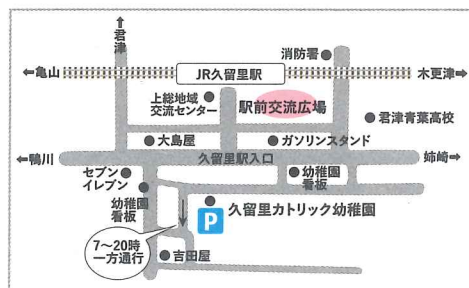 ↑君津
消防署
←亀山
JR久留里駅
木更津→
上総地域
交流センター
駅前交流広場
君津青葉高校
大島屋
ガソリンスタンド
←鴨川
久留里駅入口
姉崎→
セブン
イレブン
幼稚園
看板
幼稚園
看板
P
久留里カトリック幼稚園
7〜20時
一方通行
吉田屋